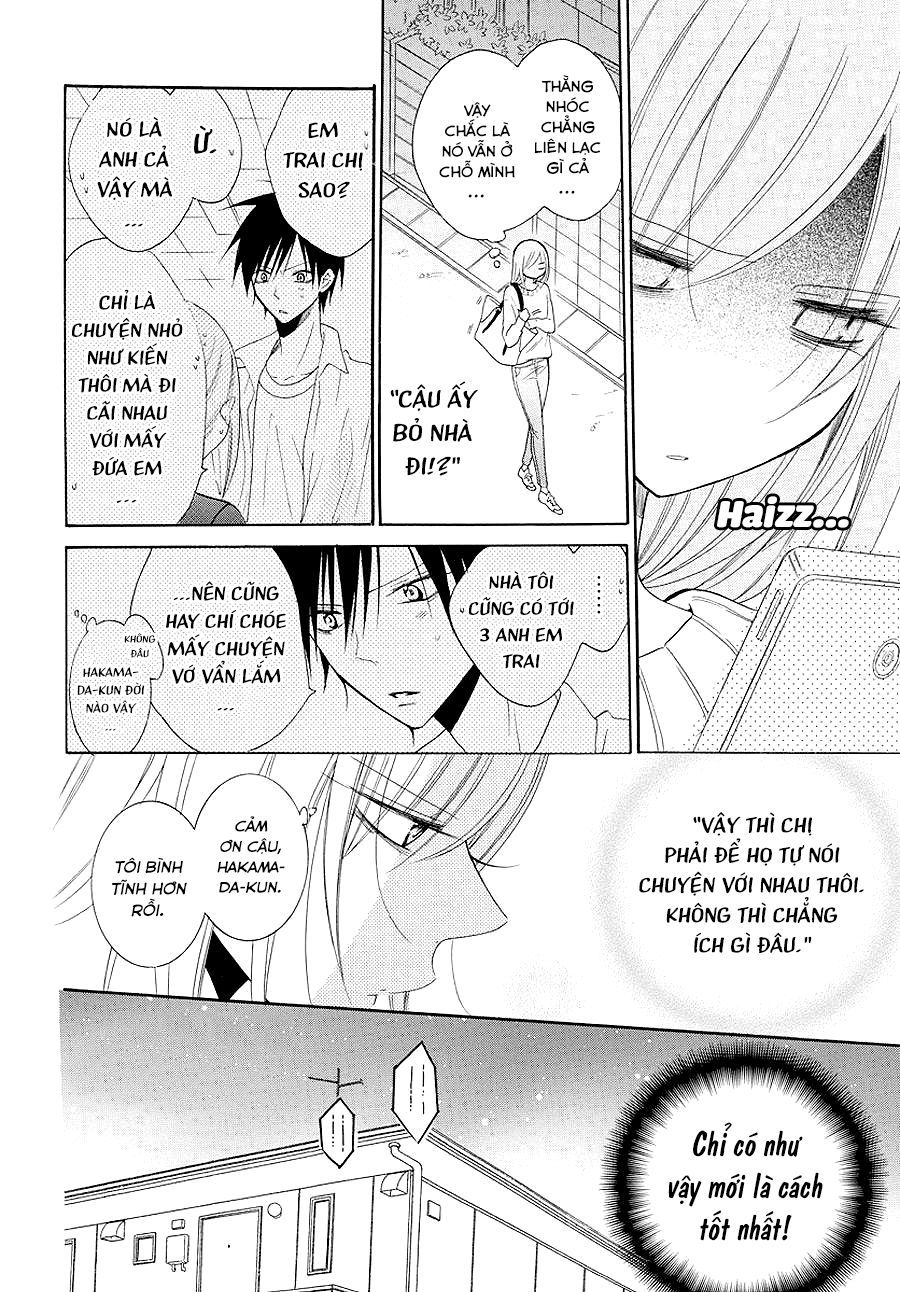 Haizz...
THẰNG
NHÓC
CHẲNG
LIÊN LẠC
GÌ CẢ
...
VẬY
CHẮC LÀ
NÓ VẪN Ở
CHỖ MÌNH
...
"CẬU ẤY
BỎ NHÀ
ĐI!?"
EM
TRAI CHỊ
SAO?
Ừ.
NÓ LÀ
ANH CẢ
VẬY MÀ
...
CHỈ LÀ
CHUYỆN NHỎ
NHƯ KIẾN
THÔI MÀ ĐI
CÃI NHAU
VỚI MẤY
ĐỨA EM
...
......
NHÀ TÔI
CŨNG CÓ TỚI
3 ANH EM
TRAI
...NÊN CŨNG
HAY CHÍ CHÓE
MẤY CHUYỆN
VỚ VẨN LẮM
...
KHÔNG
ĐÂU
HAKAMA-
DA-KUN ĐỜI
NÀO VẬY
...
"VẬY THÌ CHỊ
PHẢI ĐỂ HỌ TỰ NÓI
CHUYỆN VỚI NHAU THÔI.
KHÔNG THÌ CHẲNG
ÍCH GÌ ĐÂU."
CẢM
ƠN CẬU,
HAKAMA-
DA-KUN.
TÔI BÌNH
TĨNH HƠN
RỒI.
......
......
Chỉ có như
vậy mới là cách
tốt nhất!